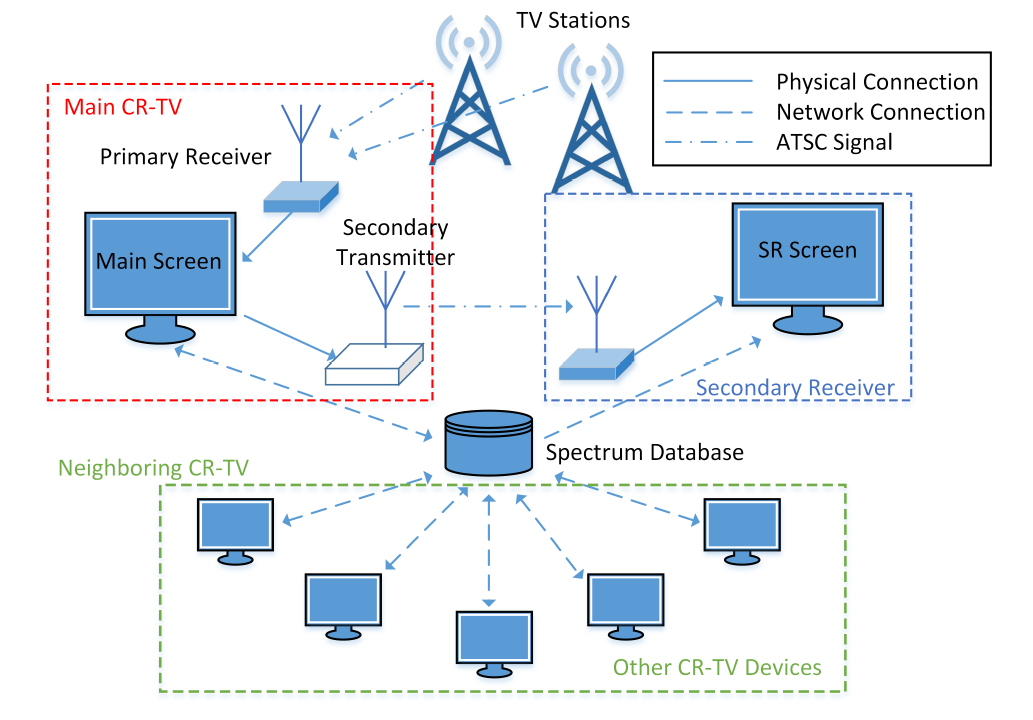 TV Stations
Physical Connection
Network Connection
ATSC Signal
Main CR-TV
Primary Receiver
Secondary
Transmitter
Main Screen
SR Screen
Secondary Receiver
Spectrum Database
Neighboring CR-TV
Other CR-TV Devices